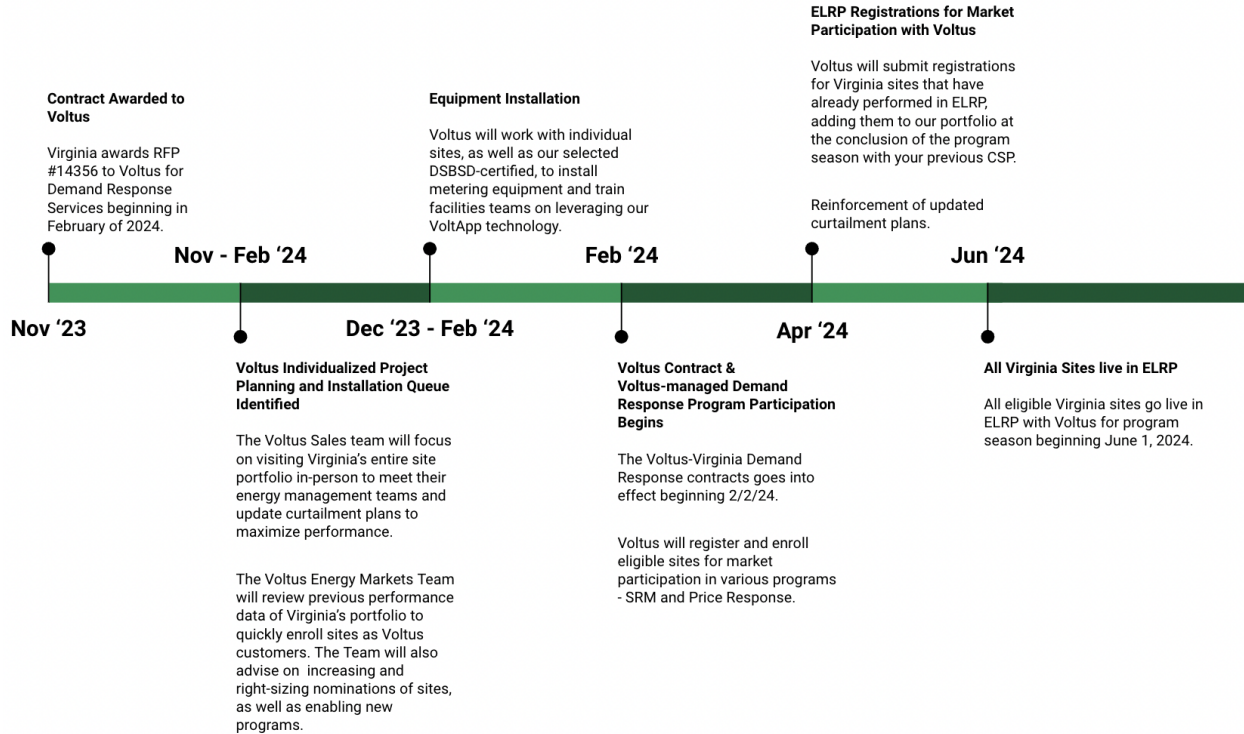 ELRP Registrations for Market
Participation with Voltus
Voltus will submit registrations
for Virginia sites that have
already performed in ELRP,
adding them to our portfolio at
the conclusion of the program
season with your previous CSP.
Reinforcement of updated
curtailment plans.
Contract Awarded to
Voltus
Virginia awards RFP
#14356 to Voltus for
Demand Response
Services beginning in
February of 2024.
Equipment Installation
Voltus will work with individual
sites, as well as our selected
DSBSD-certified, to install
metering equipment and train
facilities teams on leveraging our
VoltApp technology.
Nov - Feb ‘24
Feb ‘24
Jun ‘24
Nov ‘23
Dec ‘23 - Feb ‘24
Apr ‘24
Voltus Individualized Project
Planning and Installation Queue
Identified
The Voltus Sales team will focus
on visiting Virginia’s entire site
portfolio in-person to meet their
energy management teams and
update curtailment plans to
maximize performance.
The Voltus Energy Markets Team
will review previous performance
data of Virginia’s portfolio to
quickly enroll sites as Voltus
customers. The Team will also
advise on  increasing and
right-sizing nominations of sites,
as well as enabling new
programs.
Voltus Contract &
Voltus-managed Demand
Response Program Participation
Begins
The Voltus-Virginia Demand
Response contracts goes into
effect beginning 2/2/24.
Voltus will register and enroll
eligible sites for market
participation in various programs
- SRM and Price Response.
All Virginia Sites live in ELRP
All eligible Virginia sites go live in
ELRP with Voltus for program
season beginning June 1, 2024.